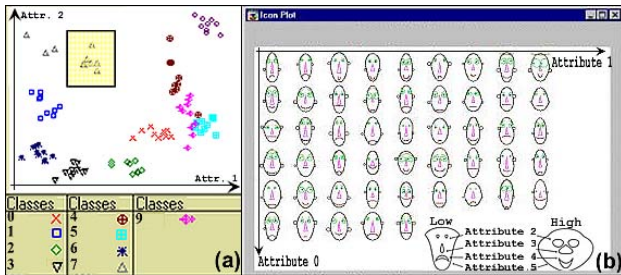 Attr. 2
Attr. 1
Classes
0
1
2
3
Classes
4
5
6
7
Classes
9
(a)
Icon Plot
Attribute 1
Attribute 0
Low
High
Attribute 2
Attribute 3
Attribute 4
Attribute 5
(b)